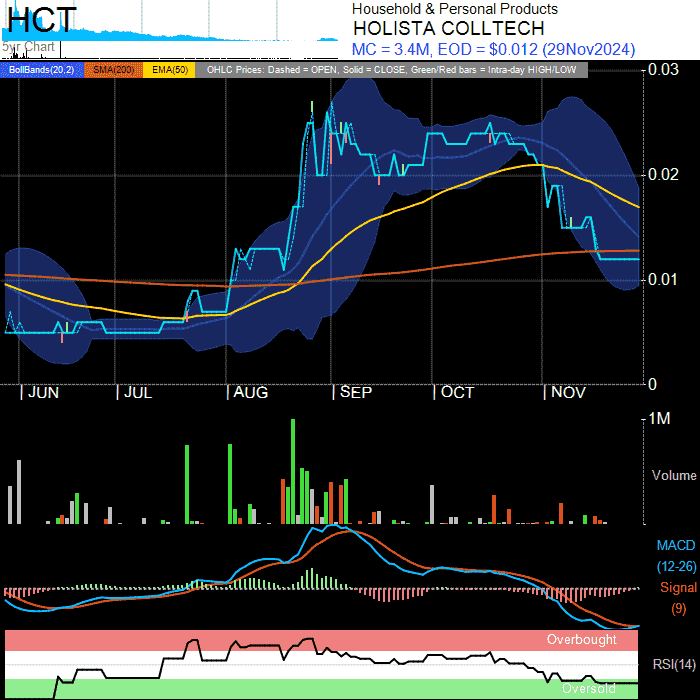 HCT
5yr Chart
Household & Personal Products
HOLISTA COLLTECH
MC = 3.4M, EOD = $0.012 (29Nov2024)
BollBands(20,2) SMA(200) EMA(50) OHLC Prices: Dashed = OPEN, Solid = CLOSE, Green/Red bars = Intra-day HIGH/LOW
0.03
0.02
0.01
0
JUN JUL AUG SEP OCT NOV
1M
Volume
MACD
(12-26)
Signal
(9)
Overbought
RSI(14)
Oversold